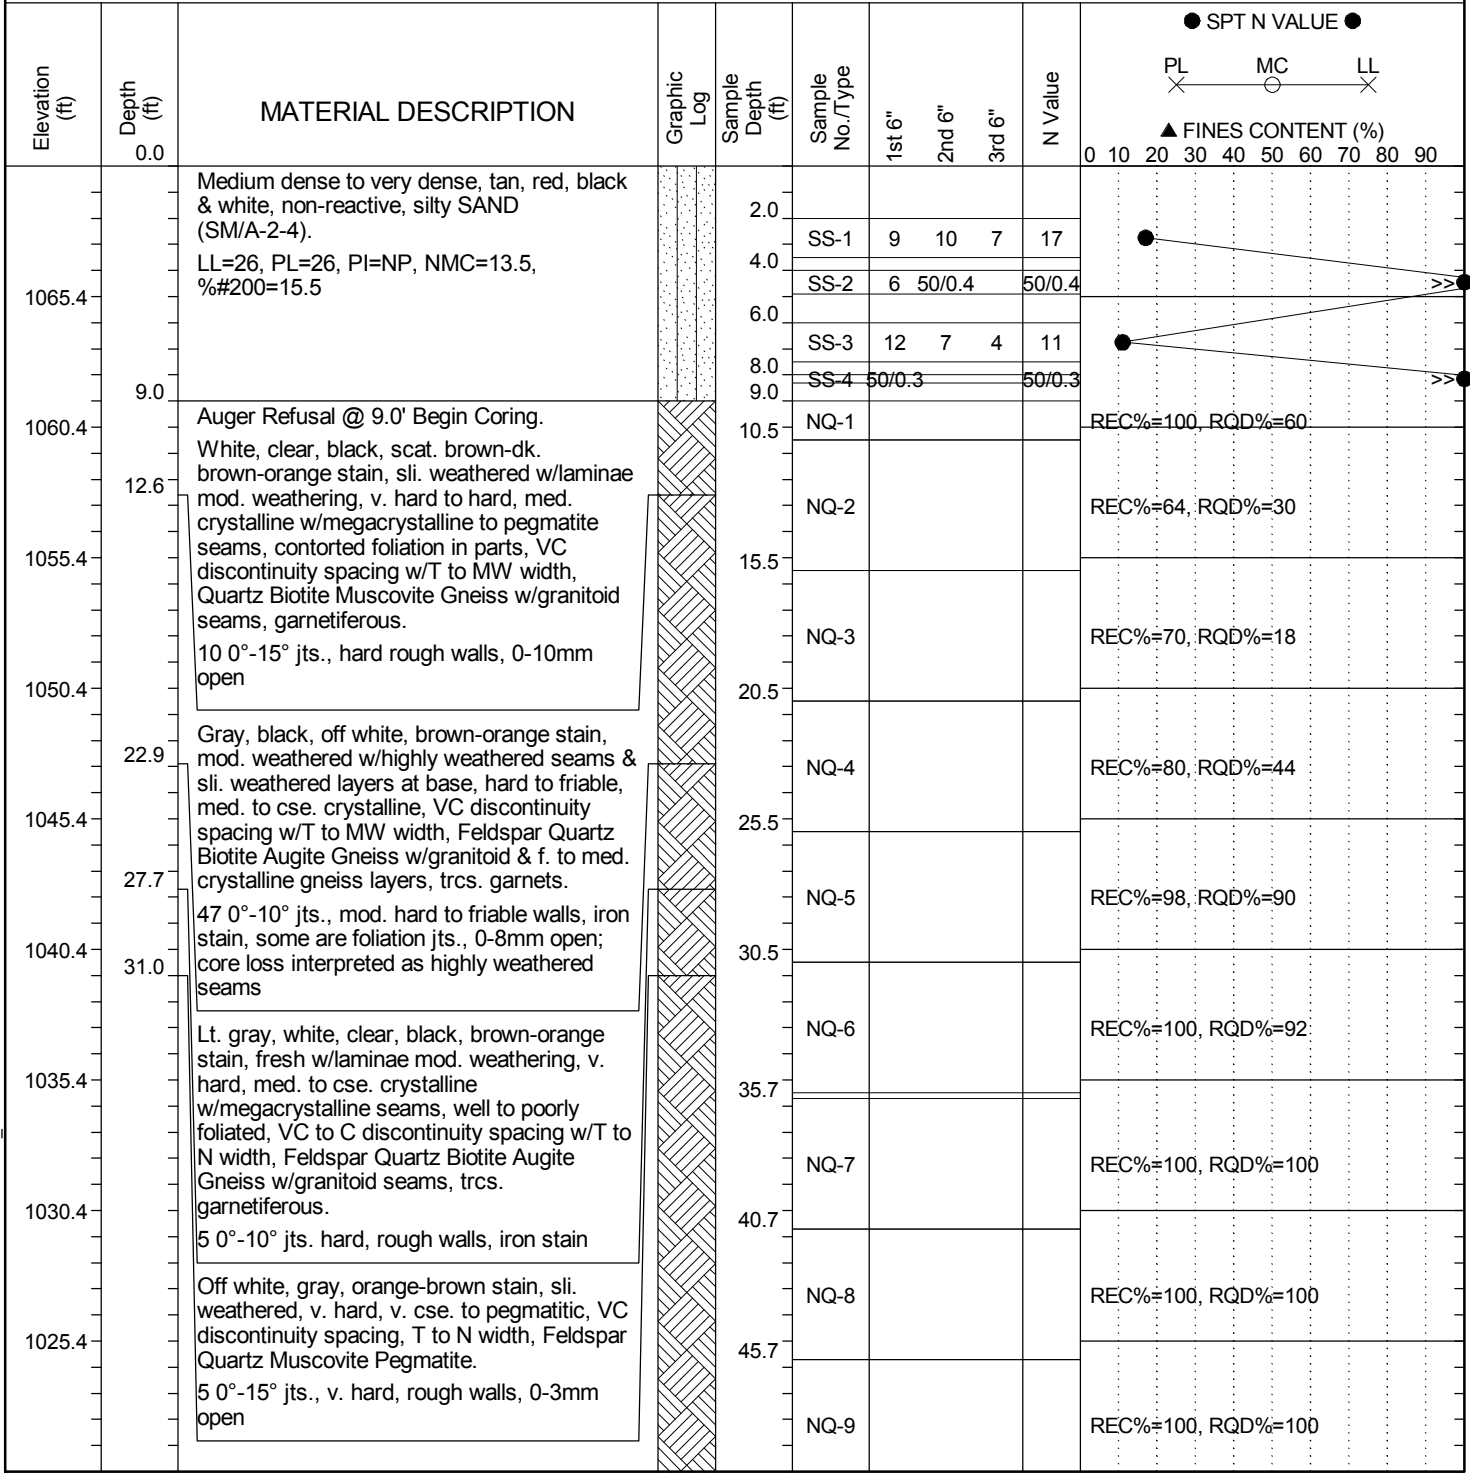 Elevation (ft)
Depth (ft)
0.0
MATERIAL DESCRIPTION
Graphic Log
Sample Depth (ft)
Sample No./Type
1st 6"
2nd 6"
3rd 6"
N Value
● SPT N VALUE ●
PL MC LL
▲ FINES CONTENT (%)
0 10 20 30 40 50 60 70 80 90
Medium dense to very dense, tan, red, black
& white, non-reactive, silty SAND
(SM/A-2-4).
LL=26, PL=26, PI=NP, NMC=13.5,
%#200=15.5
2.0
SS-1 9 10 7 17
4.0
SS-2 6 50/0.4 50/0.4 >>
1065.4
6.0
SS-3 12 7 4 11
8.0
SS-4 50/0.3 50/0.3 >>
9.0
9.0
Auger Refusal @ 9.0' Begin Coring.
NQ-1 REC%=100, RQD%=60
1060.4
10.5
White, clear, black, scat. brown-dk.
brown-orange stain, sli. weathered w/laminae
12.6
mod. weathering, v. hard to hard, med.
crystalline w/megacrystalline to pegmatite
seams, contorted foliation in parts, VC
discontinuity spacing w/T to MW width,
Quartz Biotite Muscovite Gneiss w/granitoid
seams, garnetiferous.
10 0°-15° jts., hard rough walls, 0-10mm
open
NQ-2 REC%=64, RQD%=30
1055.4
15.5
NQ-3 REC%=70, RQD%=18
1050.4
20.5
Gray, black, off white, brown-orange stain,
22.9
mod. weathered w/highly weathered seams &
sli. weathered layers at base, hard to friable,
med. to cse. crystalline, VC discontinuity
spacing w/T to MW width, Feldspar Quartz
Biotite Augite Gneiss w/granitoid & f. to med.
crystalline gneiss layers, trcs. garnets.
NQ-4 REC%=80, RQD%=44
1045.4
25.5
27.7
47 0°-10° jts., mod. hard to friable walls, iron
stain, some are foliation jts., 0-8mm open;
core loss interpreted as highly weathered
seams
NQ-5 REC%=98, RQD%=90
1040.4
30.5
31.0
Lt. gray, white, clear, black, brown-orange
stain, fresh w/laminae mod. weathering, v.
hard, med. to cse. crystalline
w/megacrystalline seams, well to poorly
foliated, VC to C discontinuity spacing w/T to
N width, Feldspar Quartz Biotite Augite
Gneiss w/granitoid seams, trcs.
garnetiferous.
5 0°-10° jts. hard, rough walls, iron stain
NQ-6 REC%=100, RQD%=92
1035.4
35.7
NQ-7 REC%=100, RQD%=100
1030.4
40.7
Off white, gray, orange-brown stain, sli.
weathered, v. hard, v. cse. to pegmatitic, VC
discontinuity spacing, T to N width, Feldspar
Quartz Muscovite Pegmatite.
5 0°-15° jts., v. hard, rough walls, 0-3mm
open
NQ-8 REC%=100, RQD%=100
1025.4
45.7
NQ-9 REC%=100, RQD%=100